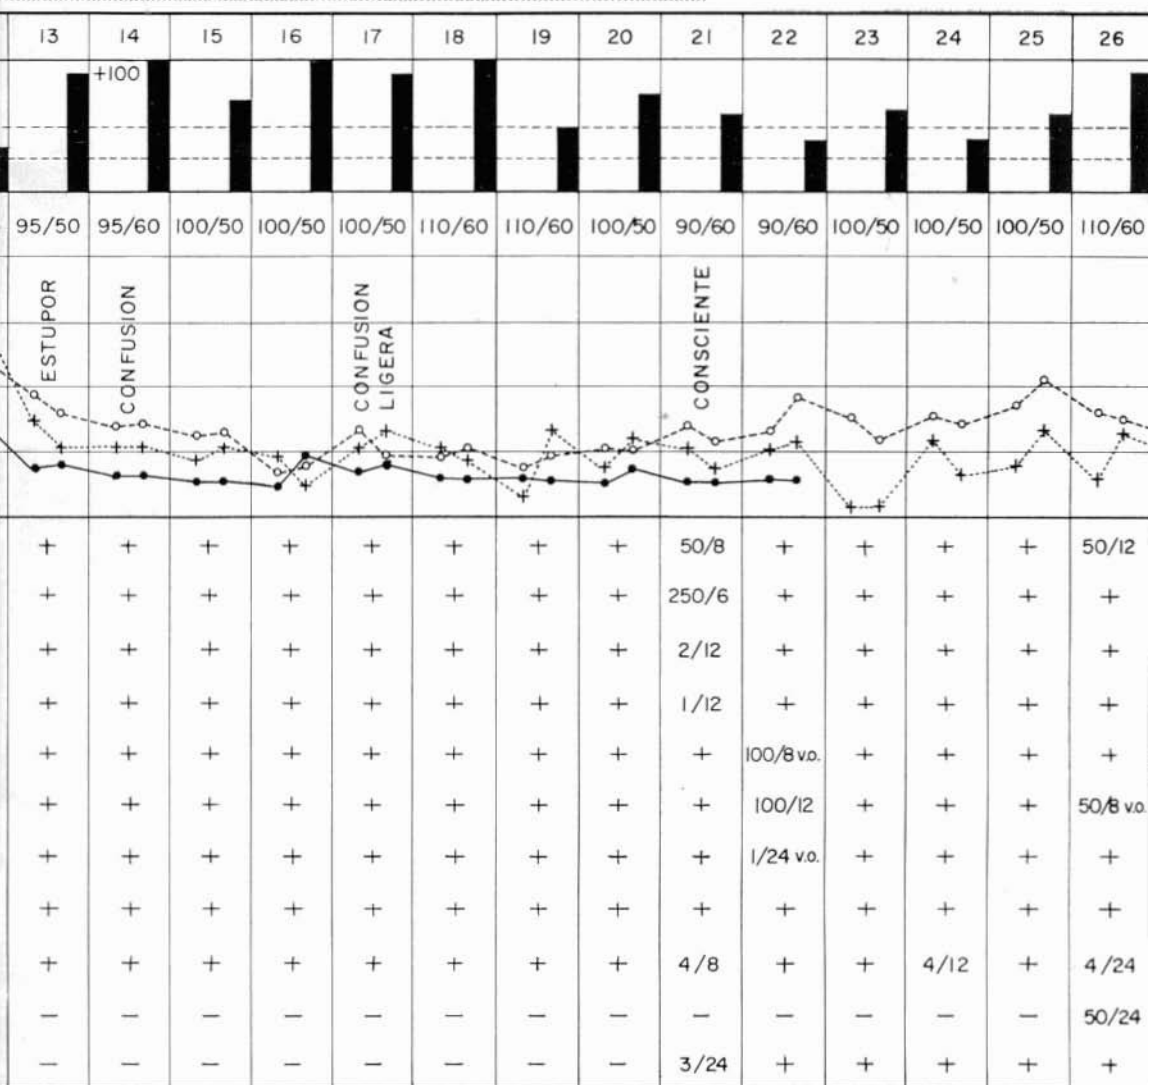 13 14 15 16 17 18 19 20 21 22 23 24 25 26
+100
95/50 95/60 100/50 100/50 100/50 110/60 110/60 100/50 90/60 90/60 100/50 100/50 100/50 110/60
ESTUPOR
CONFUSION
CONFUSION
LIGERA
CONSCIENTE
+ + + + + + + + 50/8 + + + + 50/12
+ + + + + + + + 250/6 + + + + +
+ + + + + + + + 2/12 + + + + +
+ + + + + + + + 1/12 + + + + +
+ + + + + + + + + 100/8 v.o. + + + +
+ + + + + + + + + 100/12 + + + 50/8 v.o.
+ + + + + + + + + 1/24 v.o. + + + +
+ + + + + + + + + + + + + +
+ + + + + + + + 4/8 + + 4/12 + 4/24
— — — — — — — — — — — — — 50/24
— — — — — — — — 3/24 + + + + +